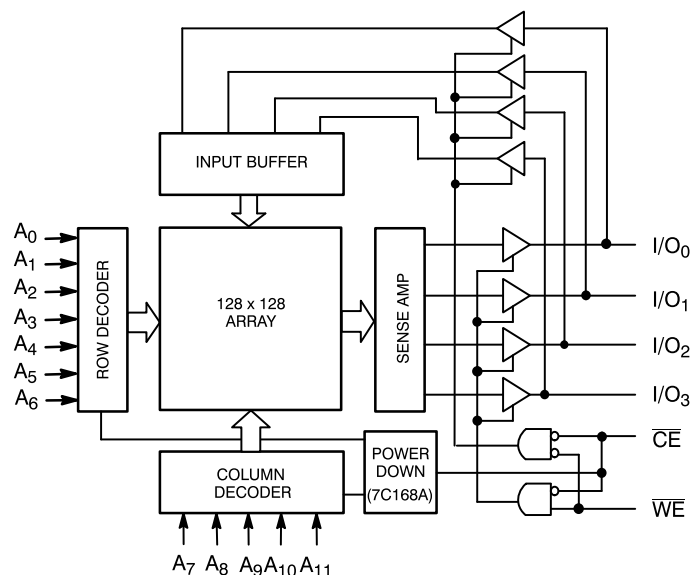 INPUT BUFFER
A0
A1
A2
A3
A4
A5
A6
ROW DECODER
128 x 128
ARRAY
SENSE AMP
I/O0
I/O1
I/O2
I/O3
CE
WE
COLUMN
DECODER
POWER
DOWN
(7C168A)
A7 A8 A9 A10 A11